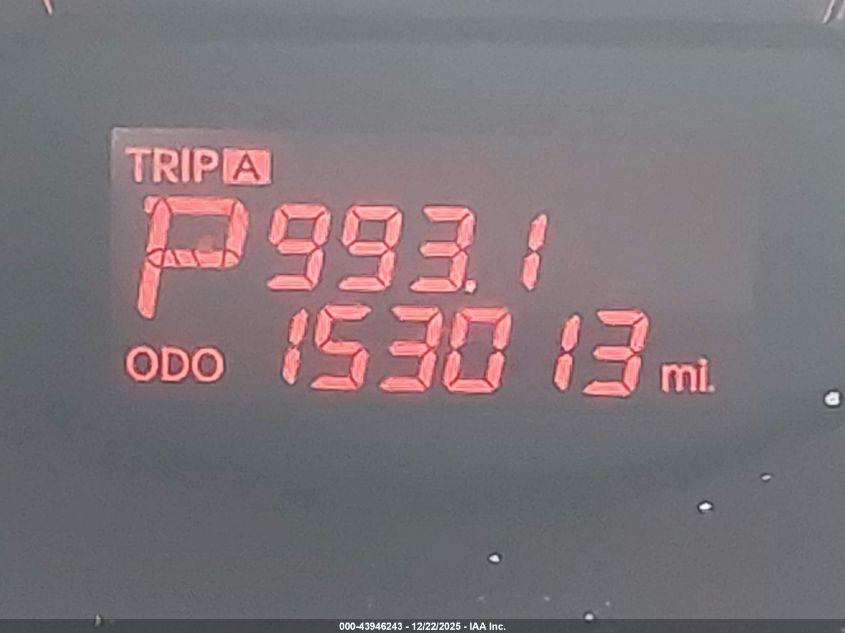 TRIP A
P 993.1
ODO 153013 mi.
000-43946243 - 12/22/2025 - IAA Inc.